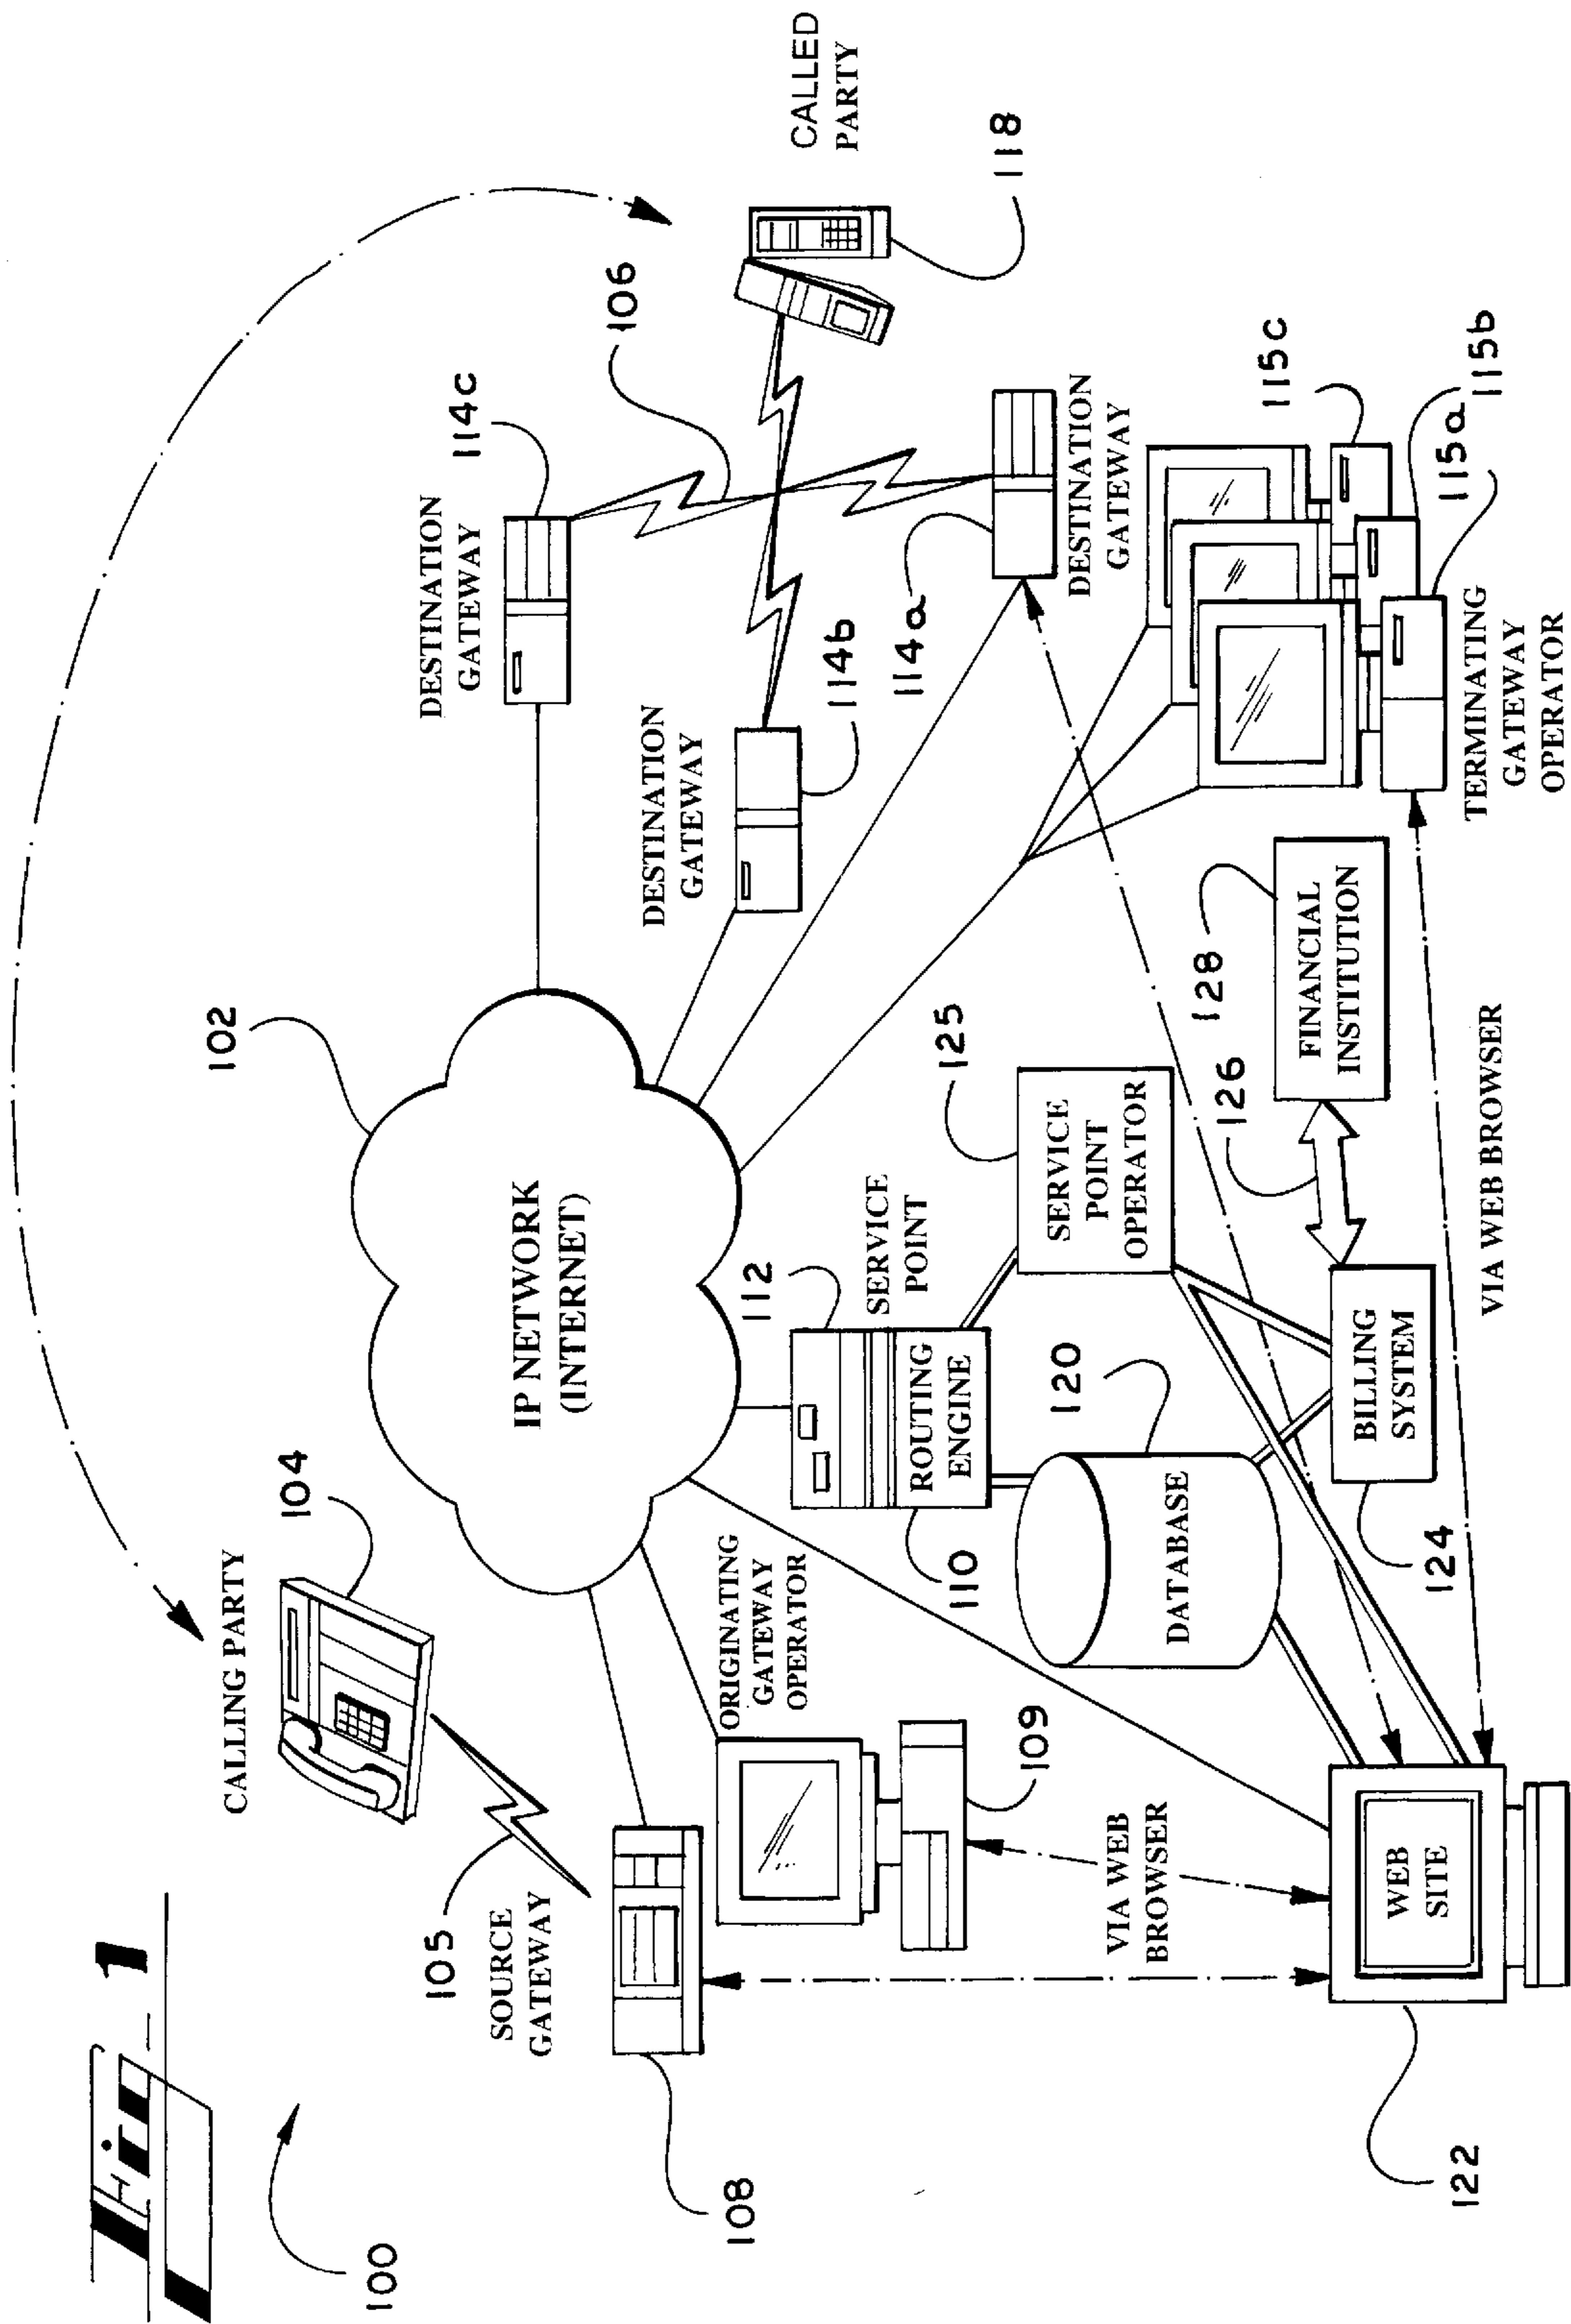 Fig. 1
100
CALLING PARTY
104
105
SOURCE
GATEWAY
108
ORIGINATING
GATEWAY
OPERATOR
109
102
IP NETWORK
(INTERNET)
DESTINATION
GATEWAY
114c
106
CALLED
PARTY
118
DESTINATION
GATEWAY
114b
114a
DESTINATION
GATEWAY
112
SERVICE
POINT
ROUTING
ENGINE
110
125
SERVICE
POINT
OPERATOR
120
DATABASE
115c
115b
115a
TERMINATING
GATEWAY
OPERATOR
128
FINANCIAL
INSTITUTION
126
BILLING
SYSTEM
124
VIA WEB BROWSER
VIA WEB
BROWSER
WEB
SITE
122